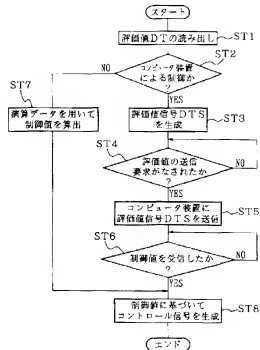 スタート
評価値DTの読み出し
ST1
ST2
コンピュータ装置
による制御か
?
NO
YES
ST7
演算データを用いて
制御値を算出
ST3
評価値信号DTS
を生成
ST4
評価値の送信
要求がなされたか
?
NO
YES
ST5
コンピュータ装置に
評価値信号DTSを送信
ST6
制御値を受信したか
?
NO
YES
ST8
制御値に基づいて
コントロール信号を生成
エンド